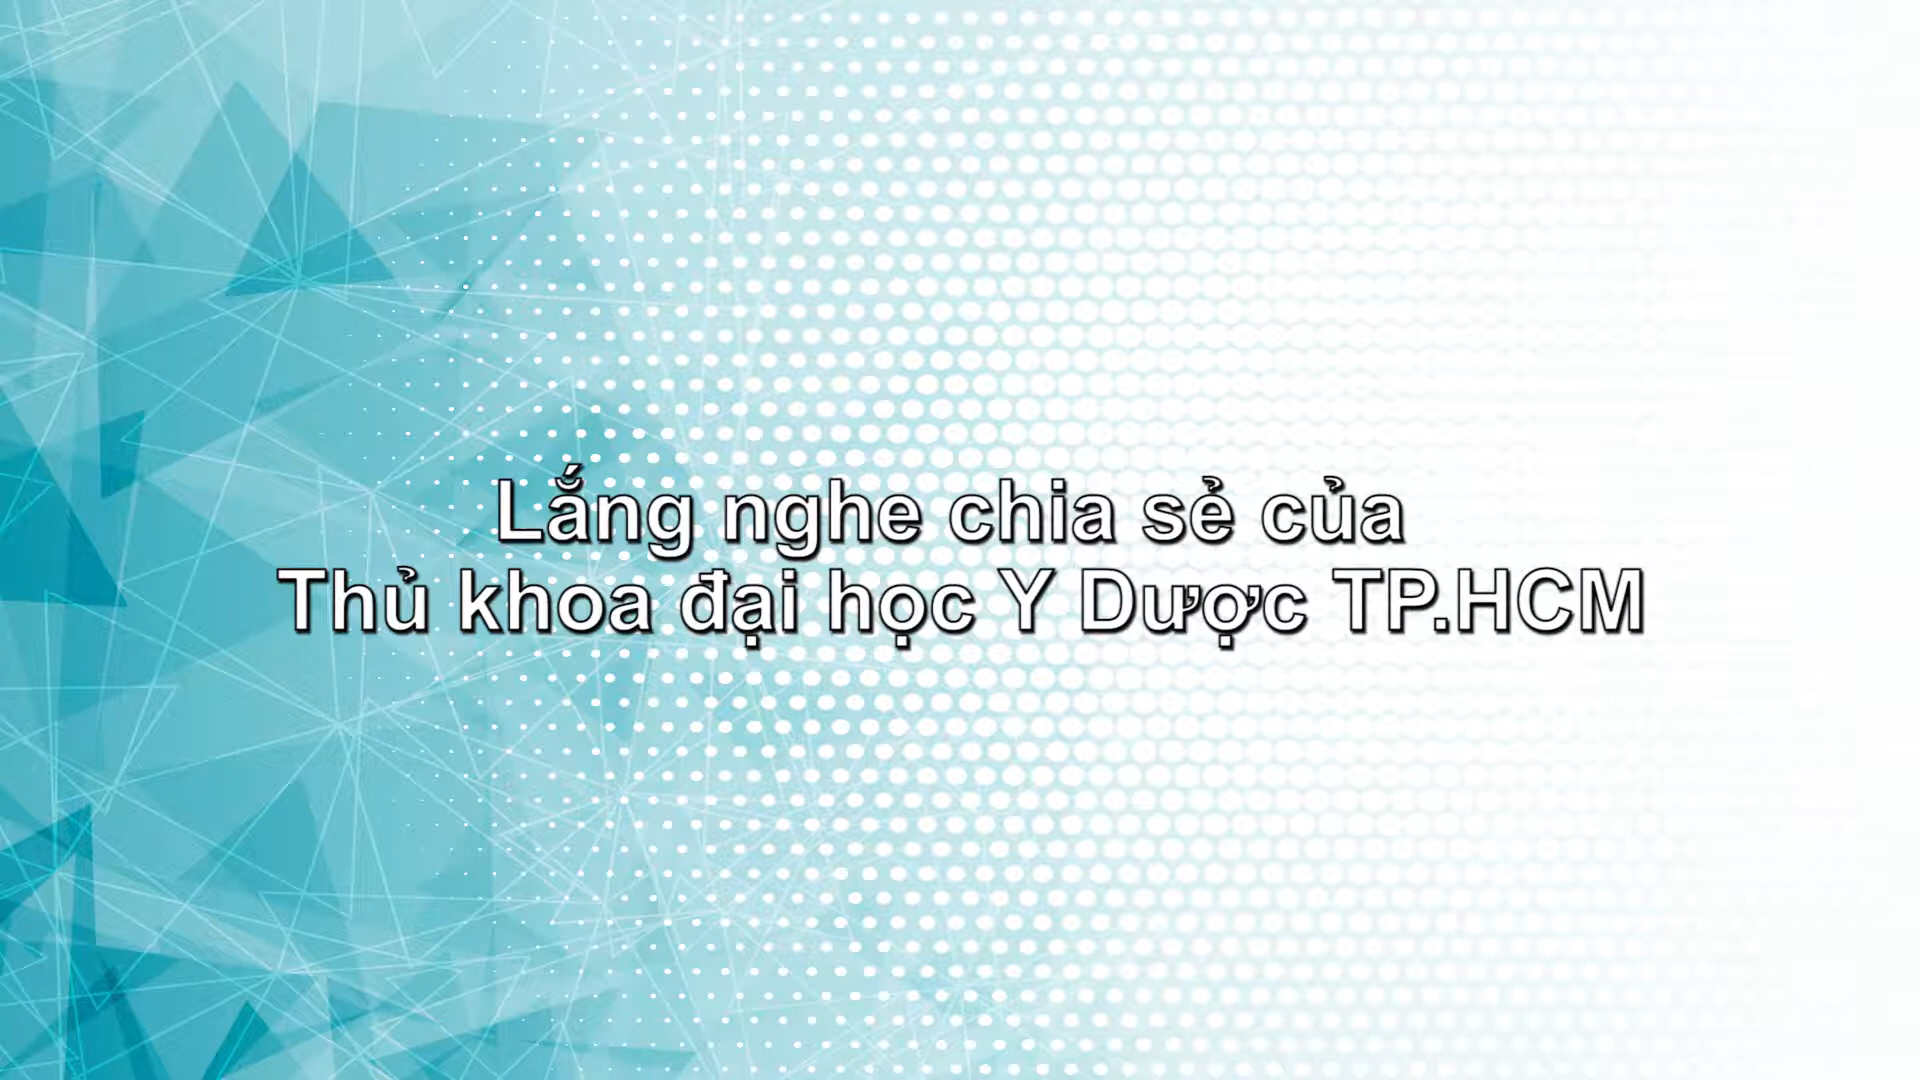 Lắng nghe chia sẻ của
Thủ khoa đại học Y Dược TP.HCM